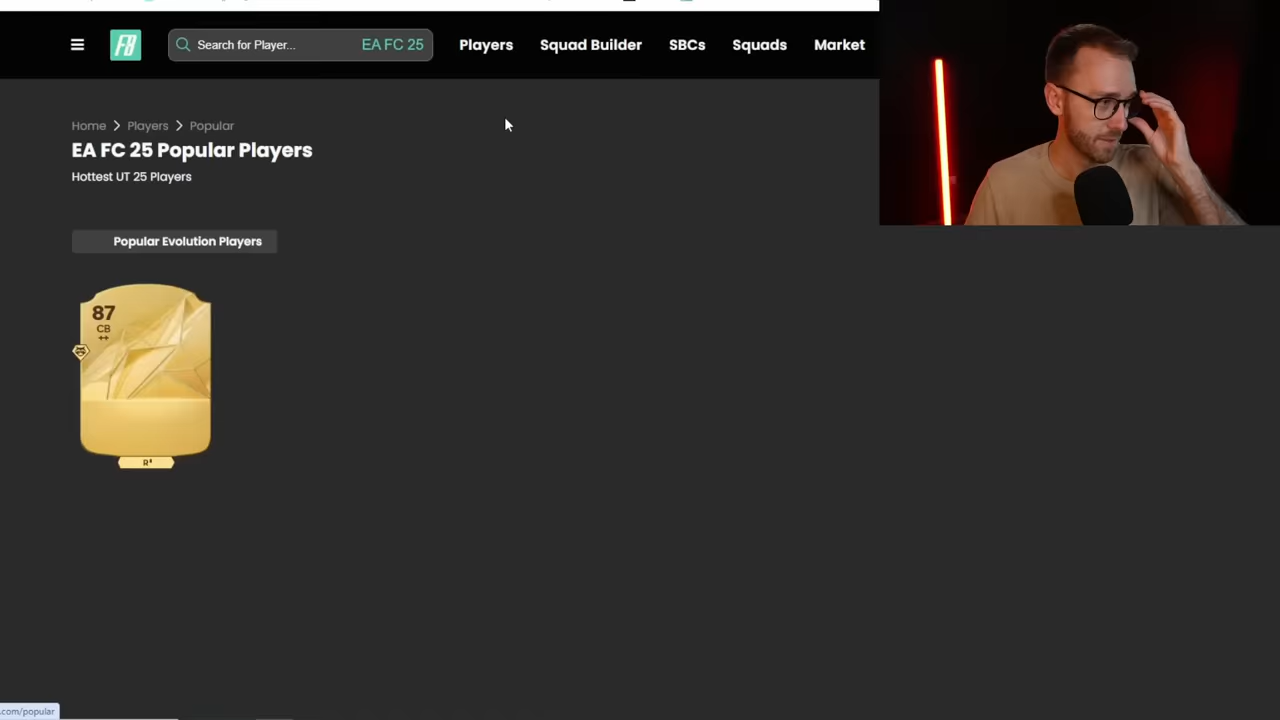 FB
Search for Player...
EA FC 25
Players
Squad Builder
SBCs
Squads
Market
Home
Players
Popular
EA FC 25 Popular Players
Hottest UT 25 Players
Popular Evolution Players
87
CB
.com/popular